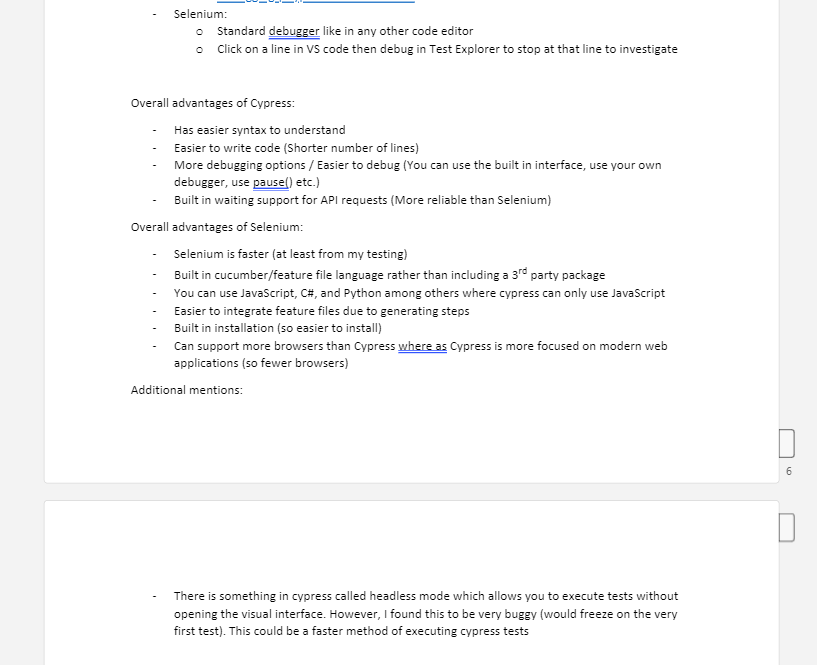 - Selenium:
o Standard debugger like in any other code editor
o Click on a line in VS code then debug in Test Explorer to stop at that line to investigate
Overall advantages of Cypress:
- Has easier syntax to understand
- Easier to write code (Shorter number of lines)
- More debugging options / Easier to debug (You can use the built in interface, use your own
debugger, use pause() etc.)
- Built in waiting support for API requests (More reliable than Selenium)
Overall advantages of Selenium:
- Selenium is faster (at least from my testing)
- Built in cucumber/feature file language rather than including a 3rd party package
- You can use JavaScript, C#, and Python among others where cypress can only use JavaScript
- Easier to integrate feature files due to generating steps
- Built in installation (so easier to install)
- Can support more browsers than Cypress where as Cypress is more focused on modern web
applications (so fewer browsers)
Additional mentions:
6
- There is something in cypress called headless mode which allows you to execute tests without
opening the visual interface. However, I found this to be very buggy (would freeze on the very
first test). This could be a faster method of executing cypress tests